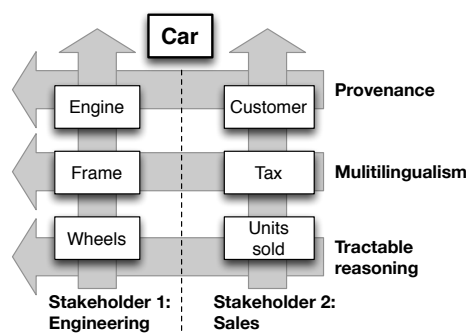 Car
Engine
Customer
Provenance
Frame
Tax
Mulitilingualism
Wheels
Units
sold
Tractable
reasoning
Stakeholder 1:
Engineering
Stakeholder 2:
Sales